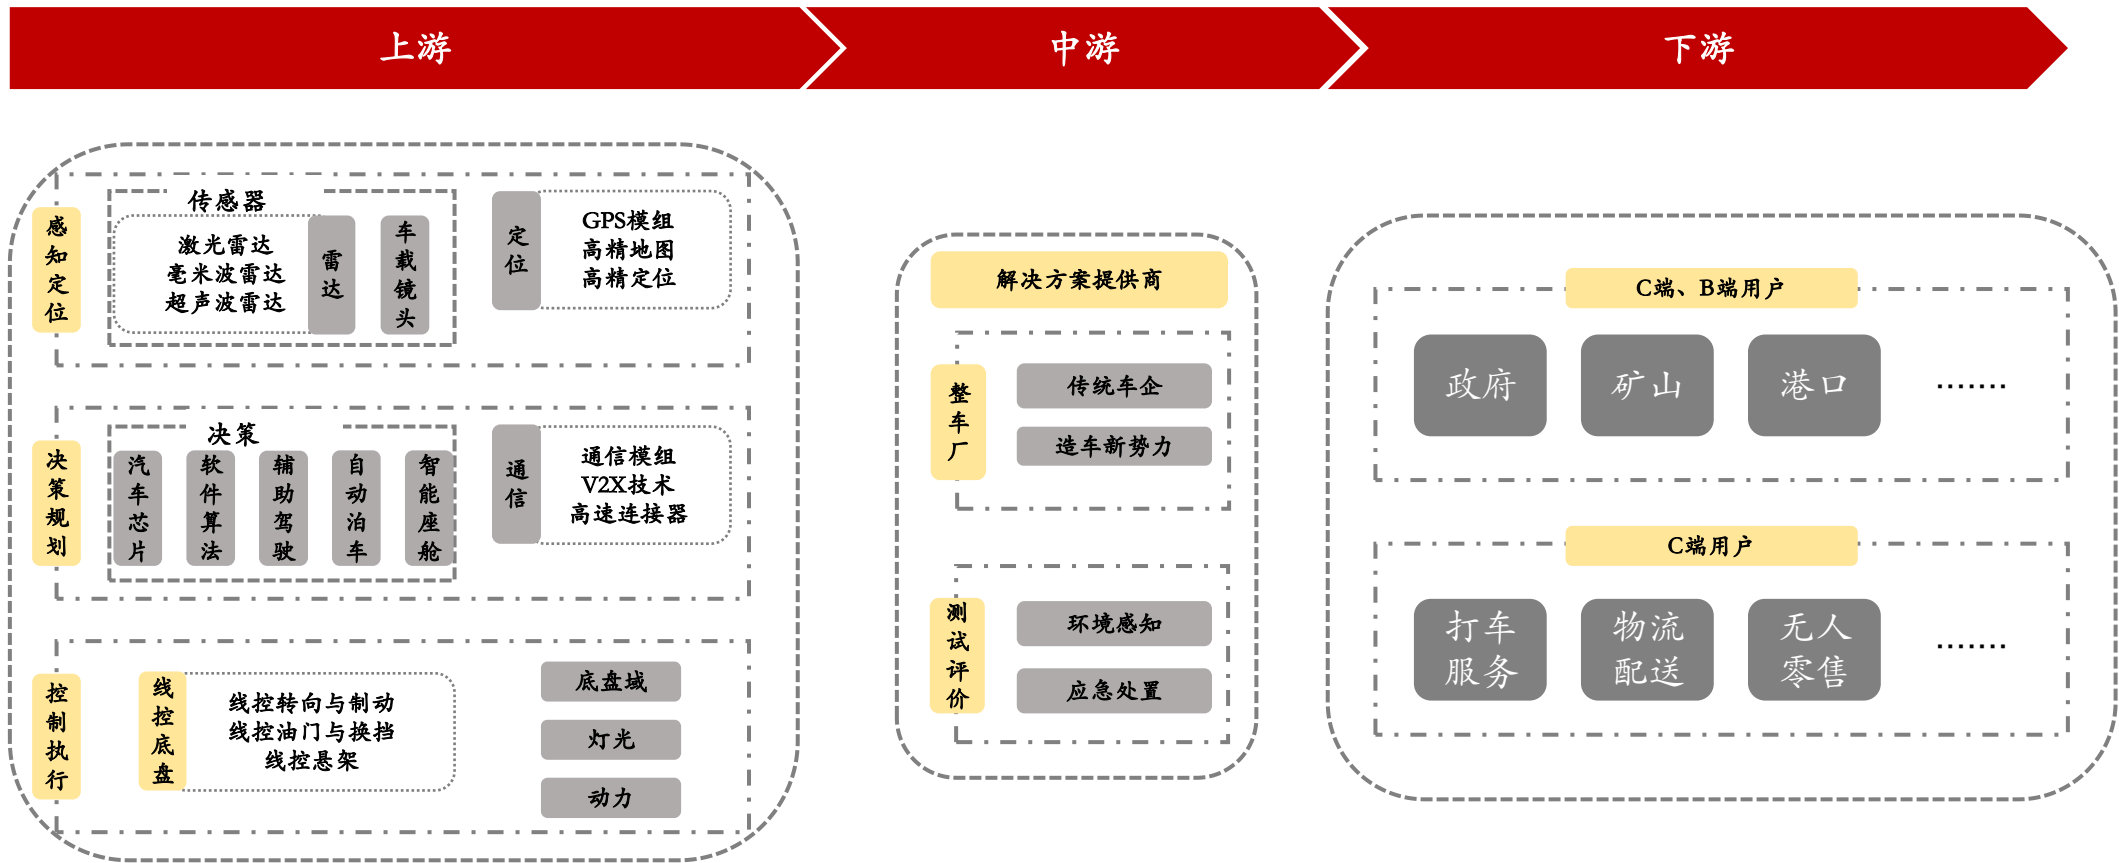 上游
中游
下游
感知定位
传感器
激光雷达
毫米波雷达
超声波雷达
雷达
车载镜头
定位
GPS模组
高精地图
高精定位
决策规划
决策
汽车芯片
软件算法
辅助驾驶
自动泊车
智能座舱
通信
通信模组
V2X技术
高速连接器
控制执行
线控底盘
线控转向与制动
线控油门与换挡
线控悬架
底盘域
灯光
动力
解决方案提供商
整车厂
传统车企
造车新势力
测试评价
环境感知
应急处置
C端、B端用户
政府
矿山
港口
.......
C端用户
打车
服务
物流
配送
无人
零售
.......